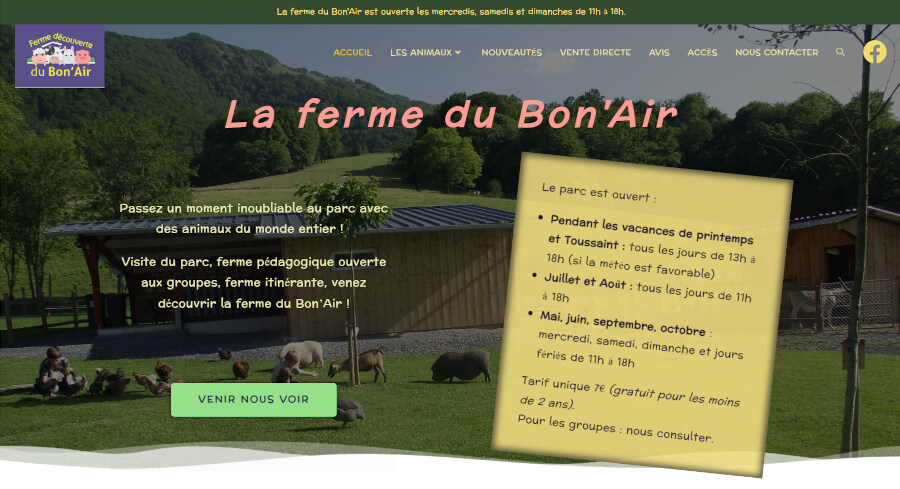 La ferme du Bon'Air est ouverte les mercredis, samedis et dimanches de 11h à 18h.
Ferme découverte
du Bon'Air
ACCUEIL LES ANIMAUX NOUVEAUTÉS VENTE DIRECTE AVIS ACCÈS NOUS CONTACTER
La ferme du Bon'Air
Passez un moment inoubliable au parc avec
des animaux du monde entier !
Visite du parc, ferme pédagogique ouverte
aux groupes, ferme itinérante, venez
découvrir la ferme du Bon'Air !
VENIR NOUS VOIR
Le parc est ouvert :
• Pendant les vacances de printemps
et Toussaint : tous les jours de 13h à
18h (si la météo est favorable)
• Juillet et Août : tous les jours de 11h
à 18h
• Mai, juin, septembre, octobre :
mercredi, samedi, dimanche et jours
fériés de 11h à 18h
Tarif unique 7€ (gratuit pour les moins
de 2 ans).
Pour les groupes : nous consulter.